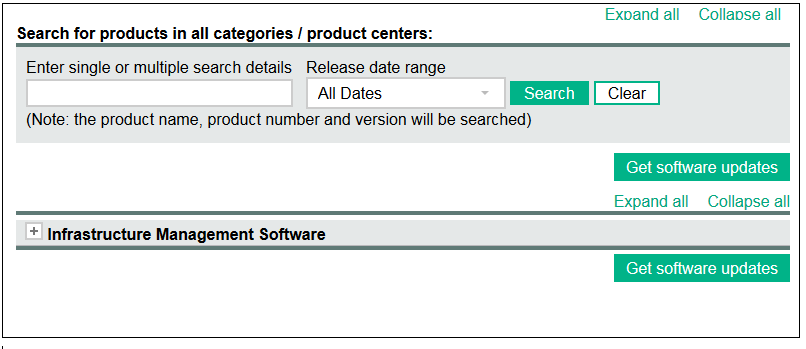 Expand all Collapse all
Search for products in all categories / product centers:
Enter single or multiple search details Release date range
All Dates Search Clear
(Note: the product name, product number and version will be searched)
Get software updates
Expand all Collapse all
Infrastructure Management Software
Get software updates